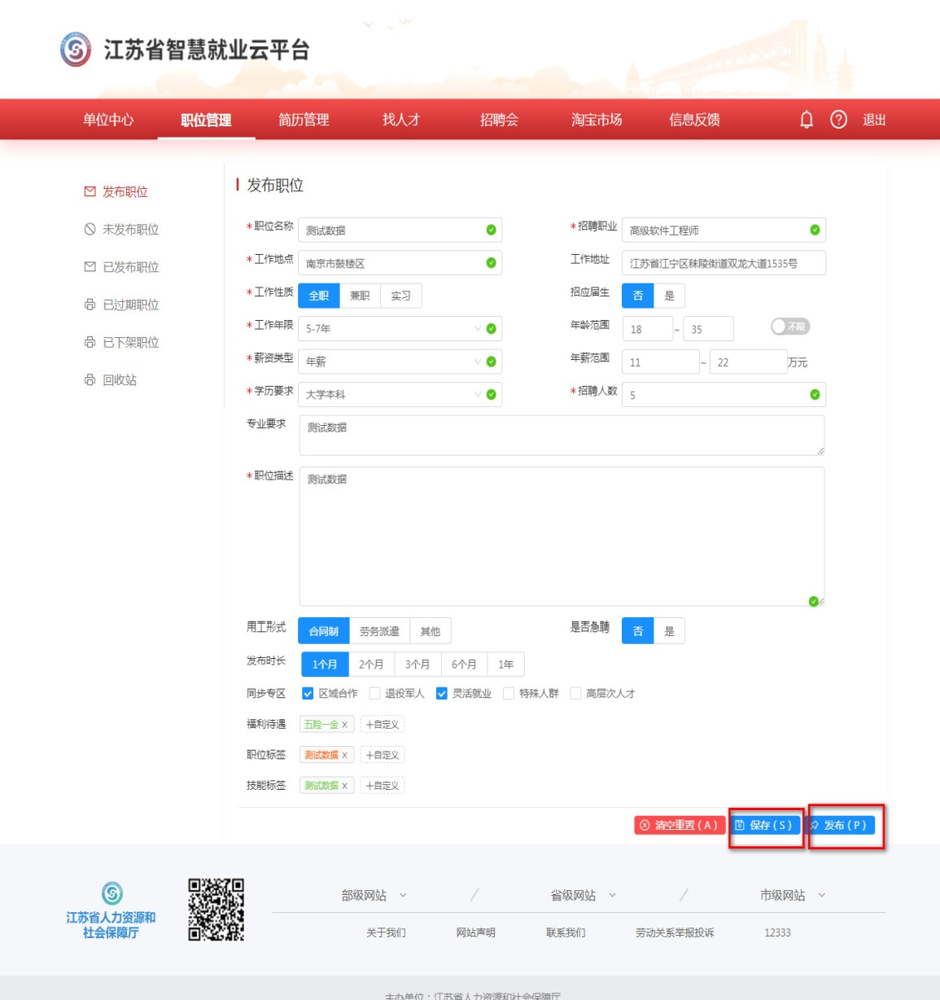 江苏省智慧就业云平台
单位中心 职位管理 简历管理 找人才 招聘会 淘宝市场 信息反馈 退出
发布职位
未发布职位
已发布职位
已过期职位
已下架职位
回收站
发布职位
*职位名称 测试数据 *招聘职业 高级软件工程师
*工作地点 南京市鼓楼区 工作地址 江苏省江宁区秣陵街道双龙大道1535号
*工作性质 全职 兼职 实习 招应届生 否 是
*工作年限 5-7年 年龄范围 18 ~ 35 不限
*薪资类型 年薪 年薪范围 11 ~ 22 万元
*学历要求 大学本科 *招聘人数 5
专业要求 测试数据
*职位描述 测试数据
用工形式 合同制 劳务派遣 其他 是否急聘 否 是
发布时长 1个月 2个月 3个月 6个月 1年
同步专区 区域合作 退役军人 灵活就业 特殊人群 高层次人才
福利待遇 五险一金 x +自定义
职位标签 测试数据 x +自定义
技能标签 测试数据 x +自定义
清空重置(A) 保存(S) 发布(P)
江苏省人力资源和
社会保障厅
部级网站 / 省级网站 / 市级网站
关于我们 网站声明 联系我们 劳动关系举报投诉 12333
主办单位：江苏省人力资源和社会保障厅